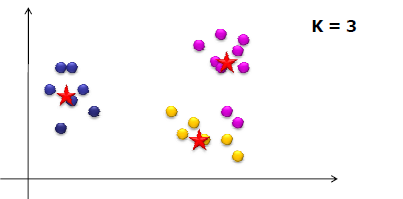 K = 3